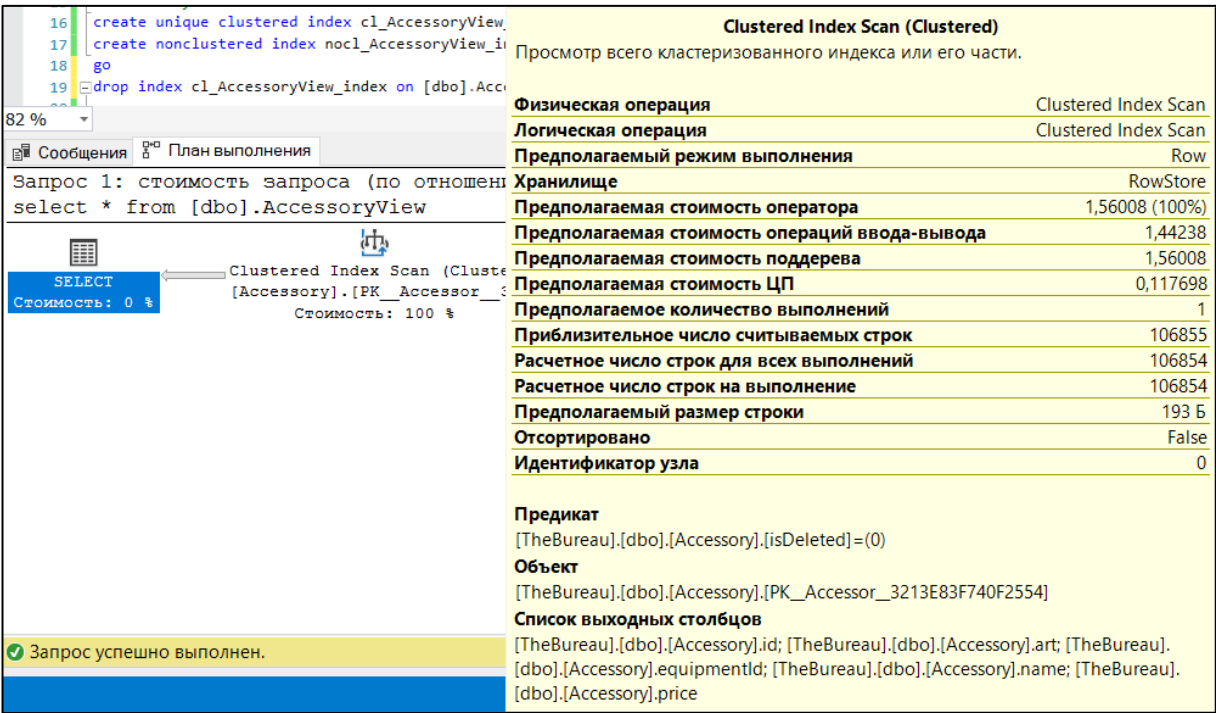 16 create unique clustered index cl_AccessoryView_
17 create nonclustered index nocl_AccessoryView_i
18 go
19 drop index cl_AccessoryView_index on [dbo].Acc
82 %
Сообщения План выполнения
Запрос 1: стоимость запроса (по отношен
select * from [dbo].AccessoryView
SELECT
Стоимость: 0 %
Clustered Index Scan (Cluste
[Accessory].[PK__Accessor__3
Стоимость: 100 %
Запрос успешно выполнен.
Clustered Index Scan (Clustered)
Просмотр всего кластеризованного индекса или его части.
Физическая операция Clustered Index Scan
Логическая операция Clustered Index Scan
Предполагаемый режим выполнения Row
Хранилище RowStore
Предполагаемая стоимость оператора 1,56008 (100%)
Предполагаемая стоимость операций ввода-вывода 1,44238
Предполагаемая стоимость поддерева 1,56008
Предполагаемая стоимость ЦП 0,117698
Предполагаемое количество выполнений 1
Приблизительное число считываемых строк 106855
Расчетное число строк для всех выполнений 106854
Расчетное число строк на выполнение 106854
Предполагаемый размер строки 193 Б
Отсортировано False
Идентификатор узла 0
Предикат
[TheBureau].[dbo].[Accessory].[isDeleted]=(0)
Объект
[TheBureau].[dbo].[Accessory].[PK__Accessor__3213E83F740F2554]
Список выходных столбцов
[TheBureau].[dbo].[Accessory].id; [TheBureau].[dbo].[Accessory].art; [TheBureau].
[dbo].[Accessory].equipmentId; [TheBureau].[dbo].[Accessory].name; [TheBureau].
[dbo].[Accessory].price